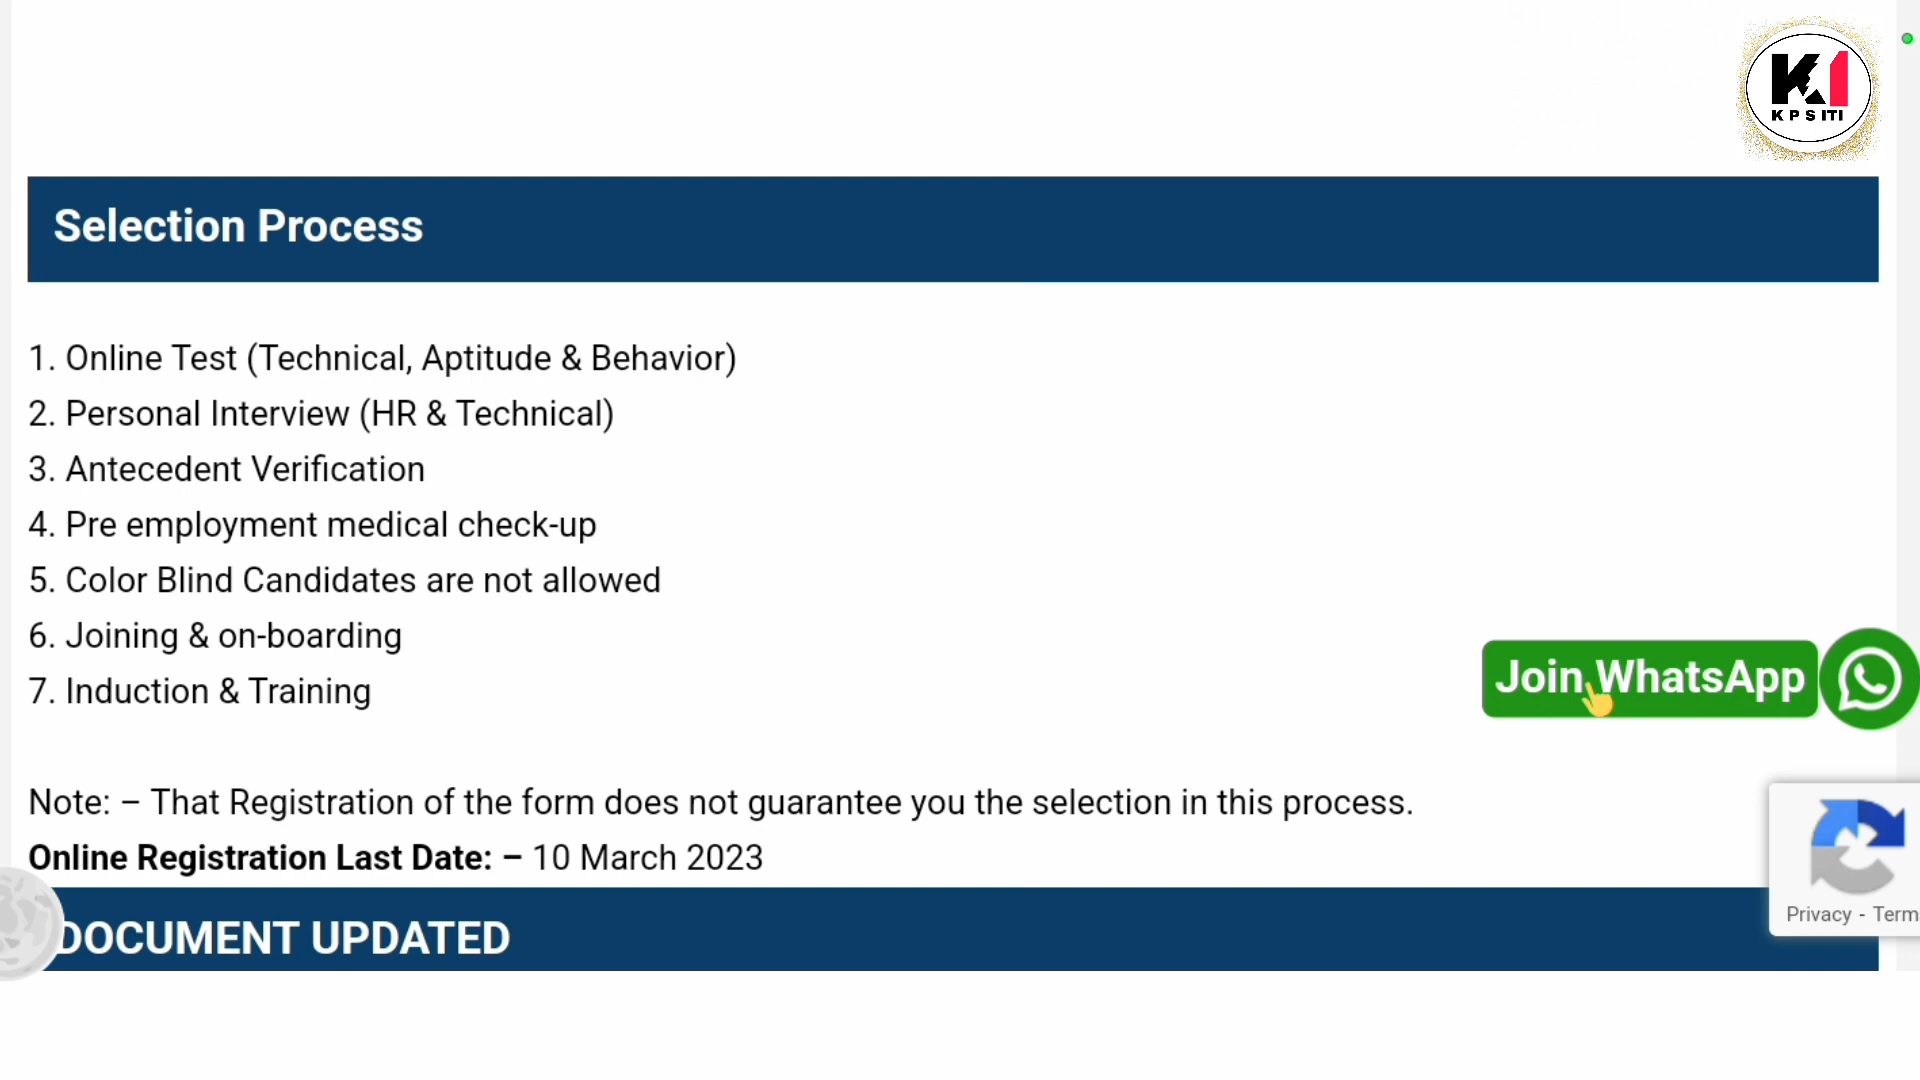 K1
KPSITI
Selection Process
1. Online Test (Technical, Aptitude & Behavior)
2. Personal Interview (HR & Technical)
3. Antecedent Verification
4. Pre employment medical check-up
5. Color Blind Candidates are not allowed
6. Joining & on-boarding
7. Induction & Training
Join WhatsApp
Note: – That Registration of the form does not guarantee you the selection in this process.
Online Registration Last Date: – 10 March 2023
Privacy - Term
DOCUMENT UPDATED